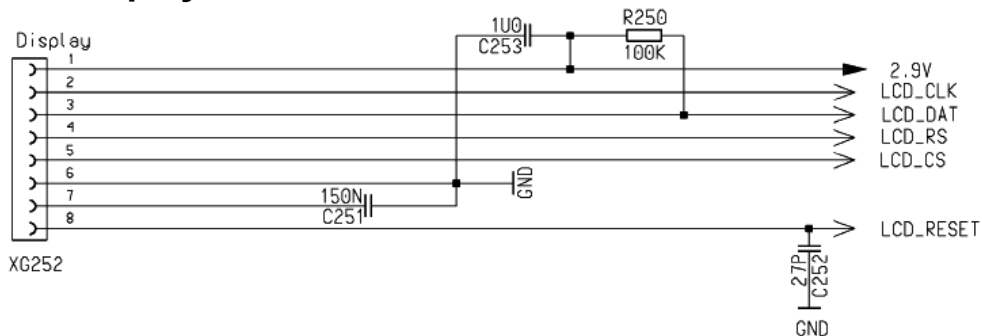 1U0
C253
R250
100K
Display
1
2.9V
2
LCD_CLK
3
LCD_DAT
4
LCD_RS
5
LCD_CS
6
GND
7
150N
C251
8
LCD_RESET
XG252
27P
C252
GND